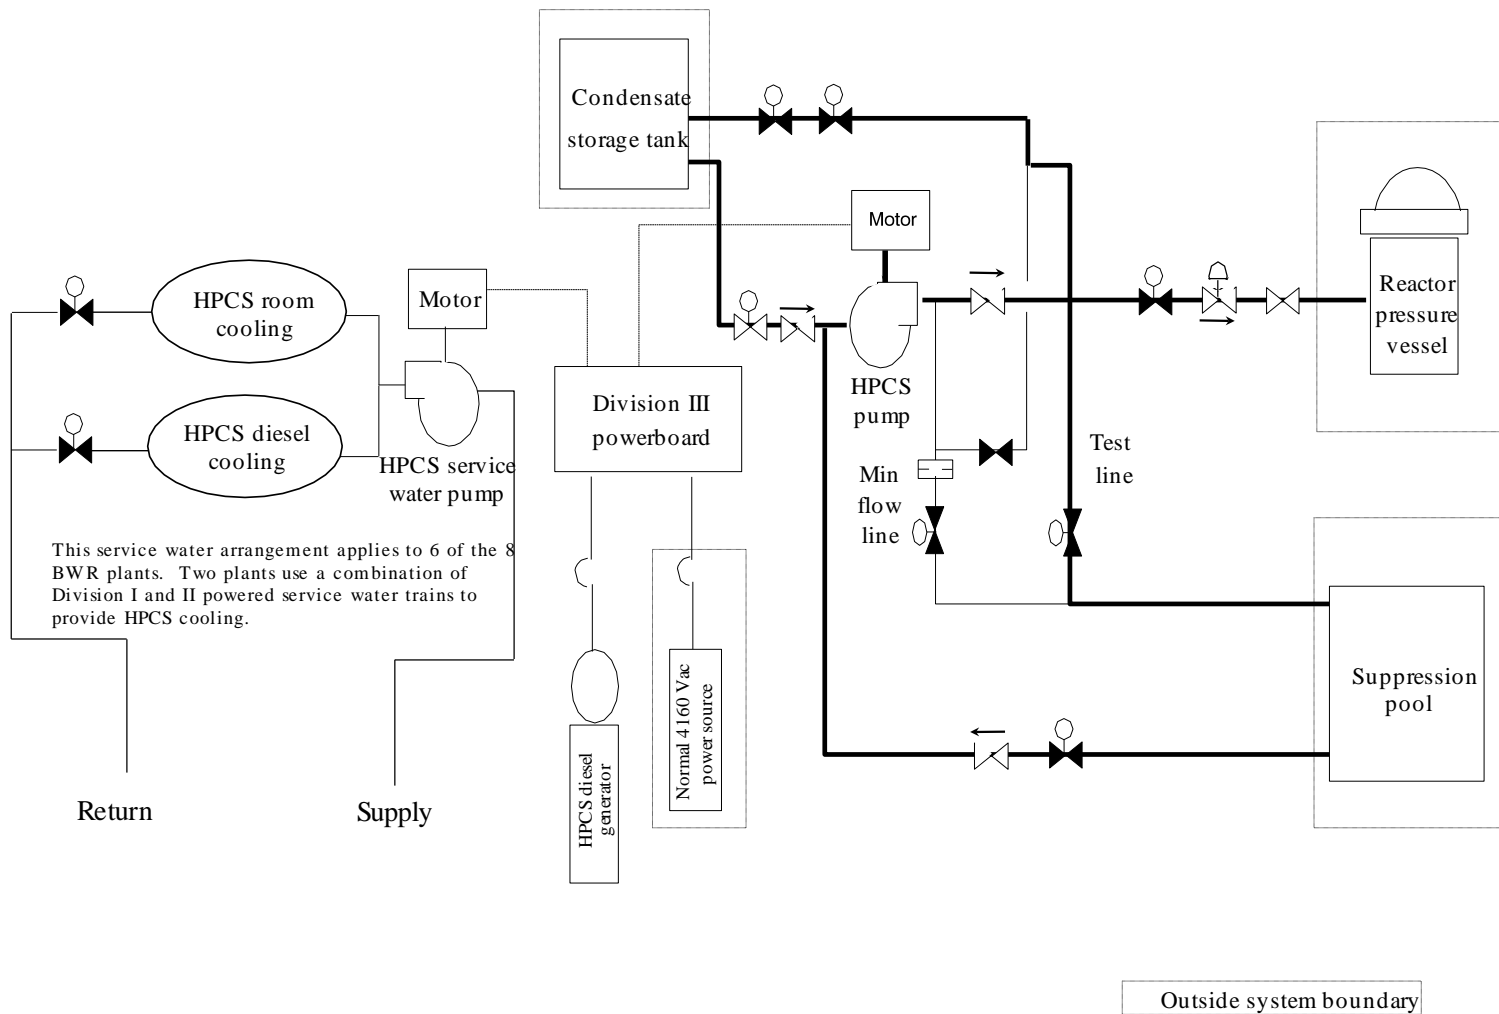 Condensate
storage tank
Motor
HPCS room
cooling
Motor
Reactor
pressure
vessel
HPCS diesel
cooling
HPCS service
water pump
Division III
powerboard
HPCS
pump
Test
line
Min
flow
line
This service water arrangement applies to 6 of the 8
BWR plants.  Two plants use a combination of
Division I and II powered service water trains to
provide HPCS cooling.
Suppression
pool
Normal 4160 Vac
power source
HPCS diesel
generator
Return
Supply
Outside system boundary